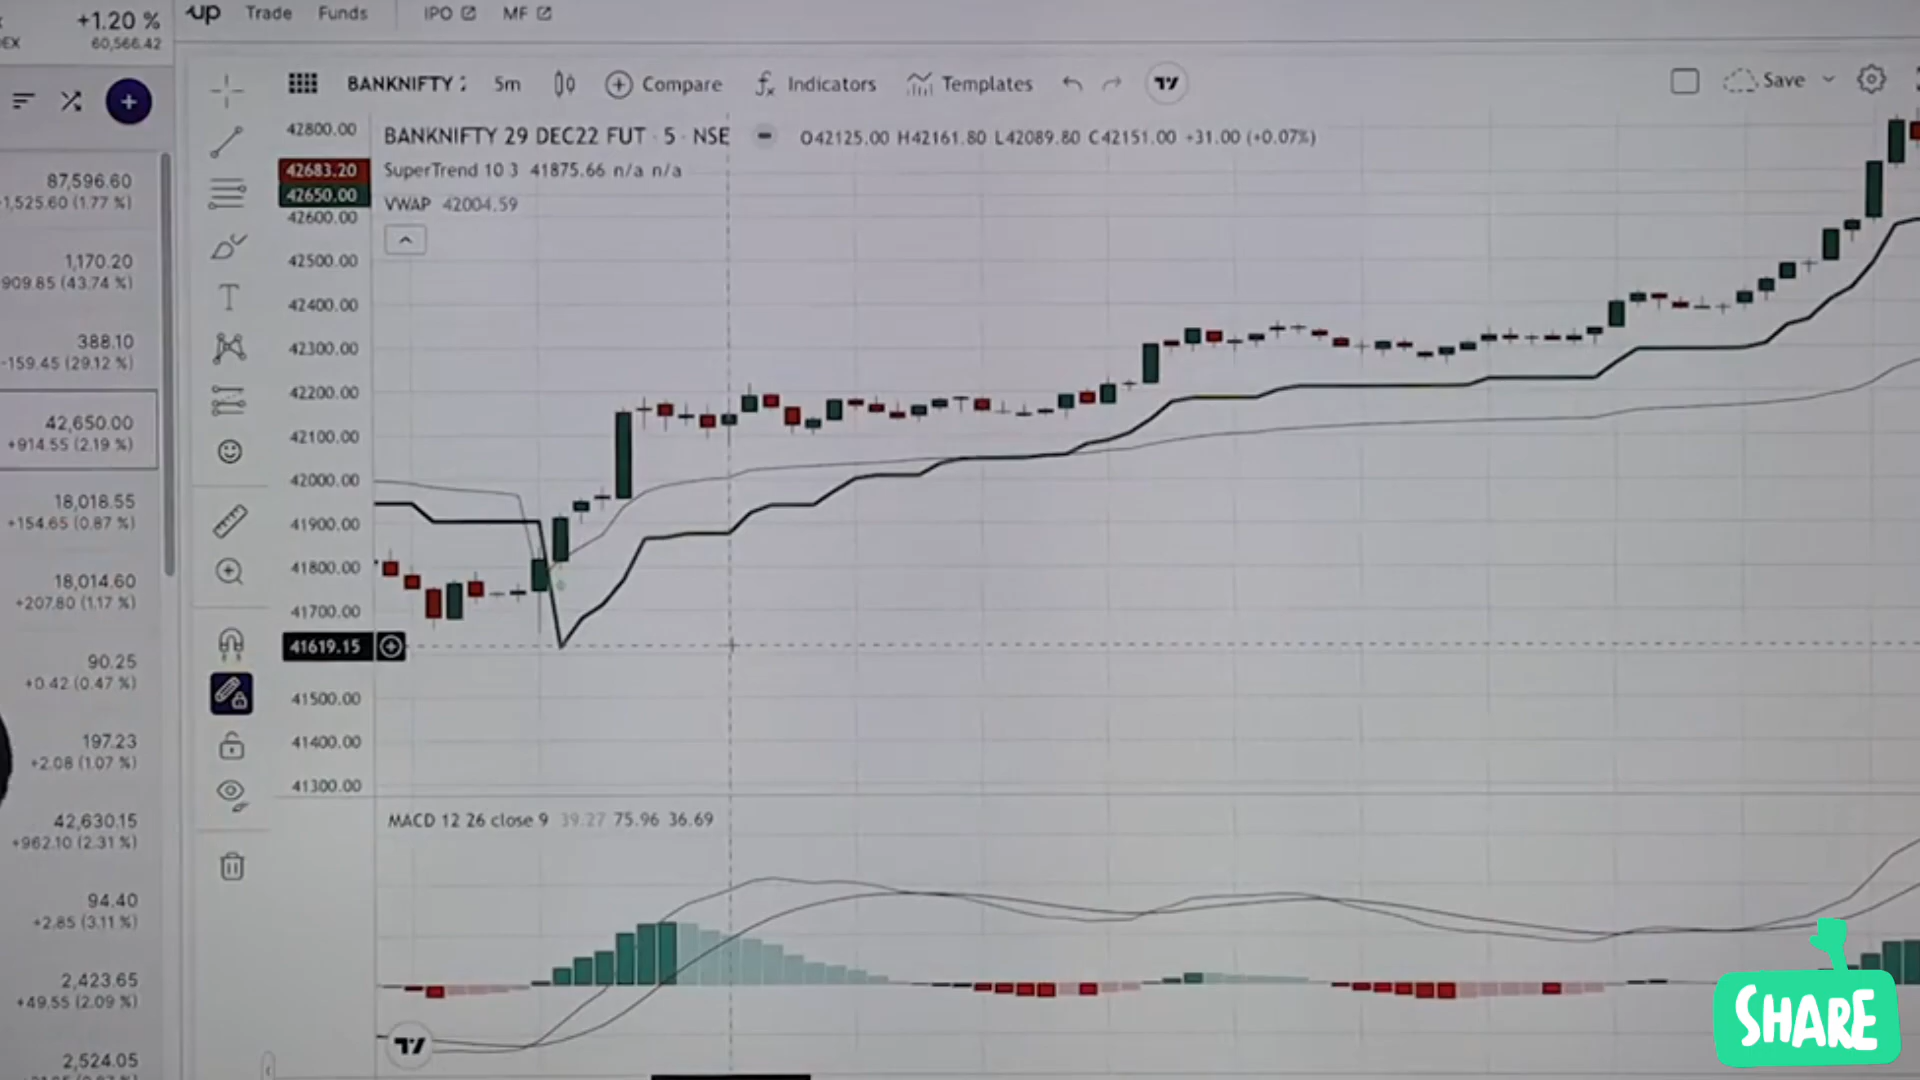 +1.20 %
EX
60,566.42
up
Trade
Funds
IPO
MF
BANKNIFTY
5m
Compare
Indicators
Templates
Save
BANKNIFTY 29 DEC22 FUT · 5 · NSE
O42125.00 H42161.80 L42089.80 C42151.00 +31.00 (+0.07%)
SuperTrend 10 3 41875.66 n/a n/a
VWAP 42004.59
42800.00
42683.20
42650.00
42600.00
42500.00
42400.00
42300.00
42200.00
42100.00
42000.00
41900.00
41800.00
41700.00
41619.15
41500.00
41400.00
41300.00
87,596.60
1,525.60 (1.77 %)
1,170.20
909.85 (43.74 %)
388.10
-159.45 (29.12 %)
42,650.00
+914.55 (2.19 %)
18,018.55
+154.65 (0.87 %)
18,014.60
+207.80 (1.17 %)
90.25
+0.42 (0.47 %)
197.23
+2.08 (1.07 %)
42,630.15
+962.10 (2.31 %)
94.40
+2.85 (3.11 %)
2,423.65
+49.55 (2.09 %)
2,524.05
MACD 12 26 close 9 39.27 75.96 36.69
SHARE